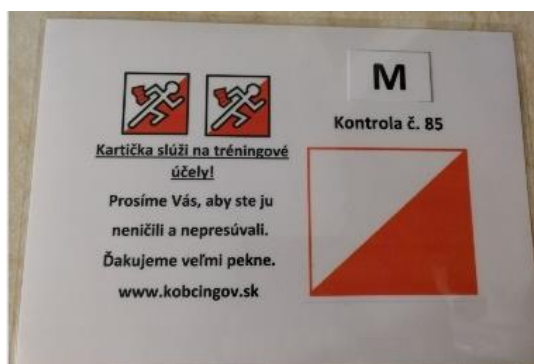 Kartička slúži na tréningové
účely!
Prosíme Vás, aby ste ju
neničili a nepresúvali.
Ďakujeme veľmi pekne.
www.kobcingov.sk
M
Kontrola č. 85